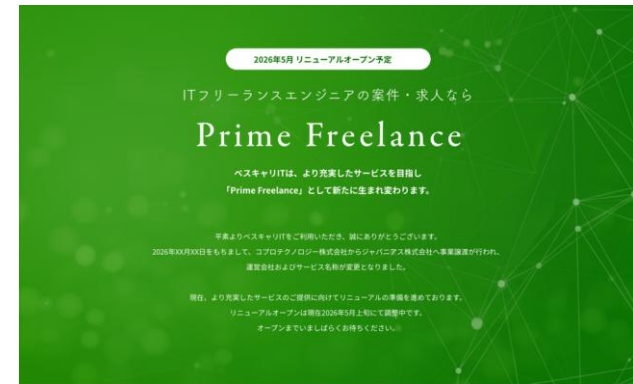 2026年5月 リニューアルオープン予定
ITフリーランスエンジニアの案件・求人なら
Prime Freelance
ベスキャリITは、より充実したサービスを目指し
「Prime Freelance」として新たに生まれ変わります。
平素よりベスキャリITをご利用いただき、誠にありがとうございます。
2026年XX月XX日をもちまして、コプロテクノロジー株式会社からジャパニアス株式会社へ事業譲渡が行われ、
運営会社およびサービス名称が変更となりました。
現在、より充実したサービスのご提供に向けてリニューアルの準備を進めております。
リニューアルオープンは現在2026年5月上旬にて調整中です。
オープンまでいましばらくお待ちください。